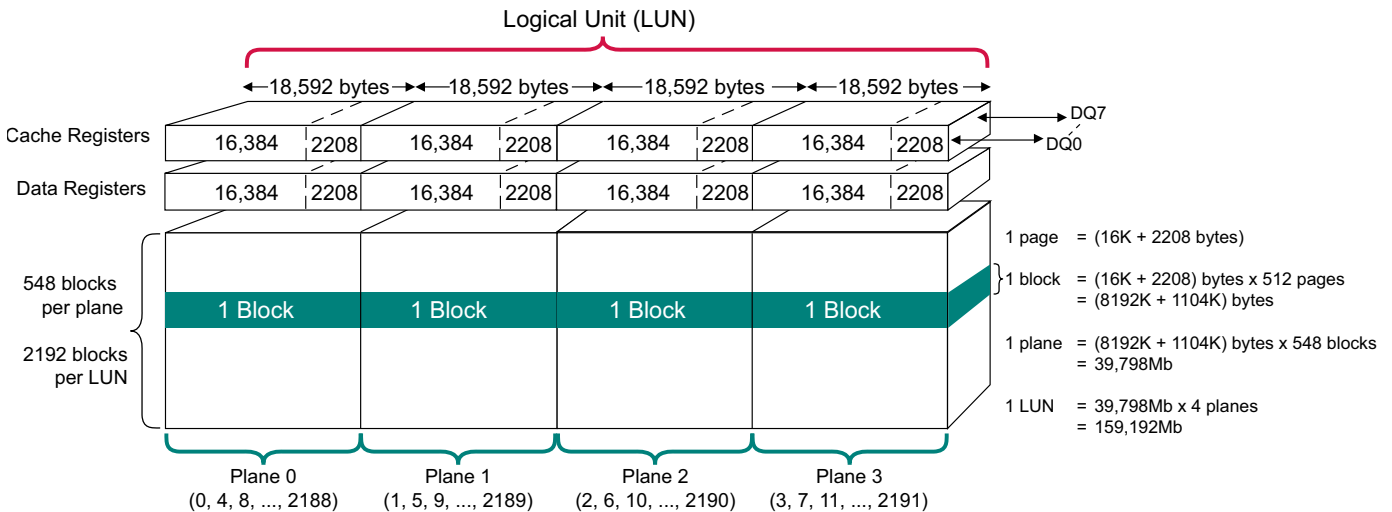 Logical Unit (LUN)
18,592 bytes 18,592 bytes 18,592 bytes 18,592 bytes
DQ7
Cache Registers 16,384 2208 16,384 2208 16,384 2208 16,384 2208
DQ0
Data Registers 16,384 2208 16,384 2208 16,384 2208 16,384 2208
1 page = (16K + 2208 bytes)
548 blocks
per plane
1 block = (16K + 2208) bytes x 512 pages
= (8192K + 1104K) bytes
1 Block 1 Block 1 Block 1 Block
2192 blocks
per LUN
1 plane = (8192K + 1104K) bytes x 548 blocks
= 39,798Mb
1 LUN = 39,798Mb x 4 planes
= 159,192Mb
Plane 0 Plane 1 Plane 2 Plane 3
(0, 4, 8, ..., 2188) (1, 5, 9, ..., 2189) (2, 6, 10, ..., 2190) (3, 7, 11, ..., 2191)